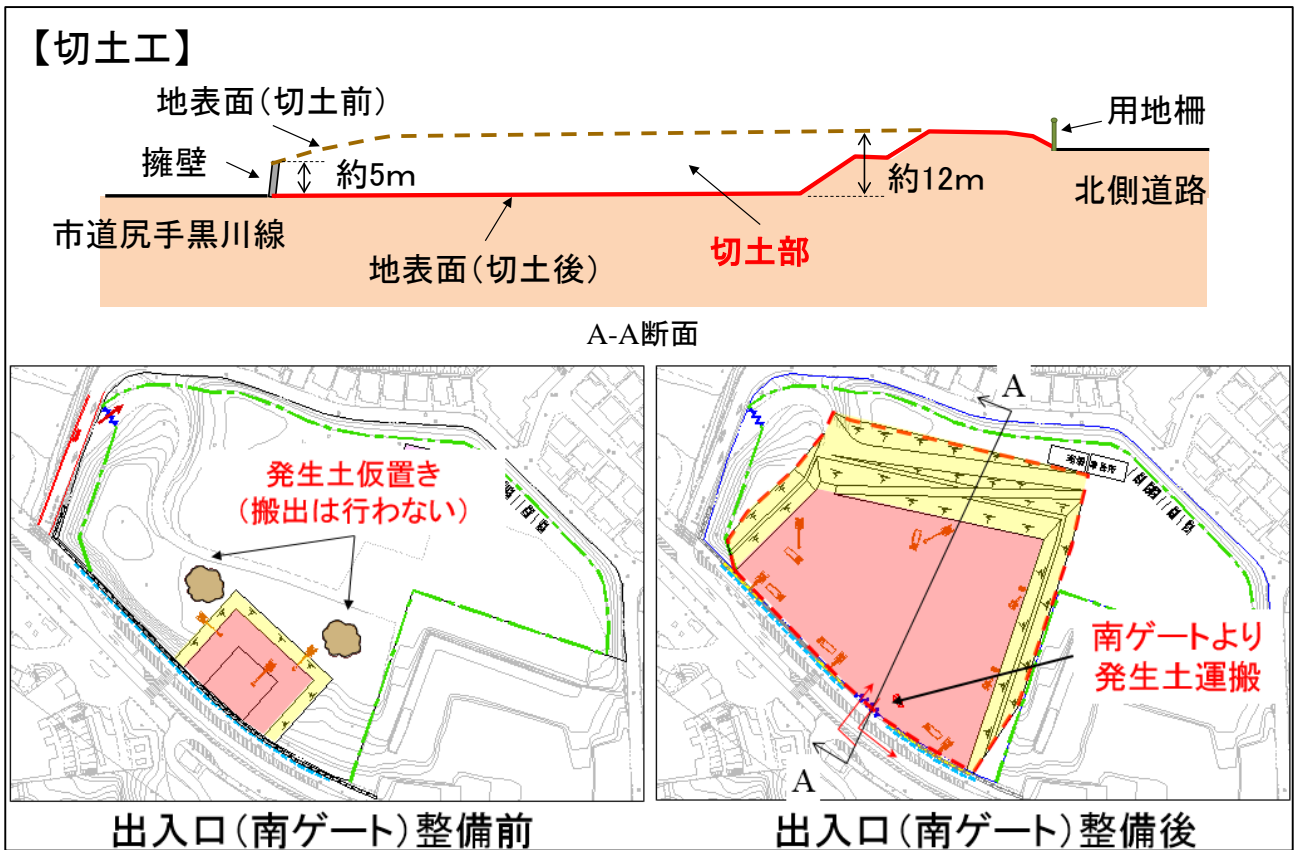 【切土工】
地表面(切土前)
用地柵
擁壁
約5m
約12m
北側道路
市道尻手黒川線
切土部
地表面(切土後)
A-A断面
発生土仮置き
(搬出は行わない)
A
南ゲートより
発生土運搬
A
出入口(南ゲート)整備前
出入口(南ゲート)整備後